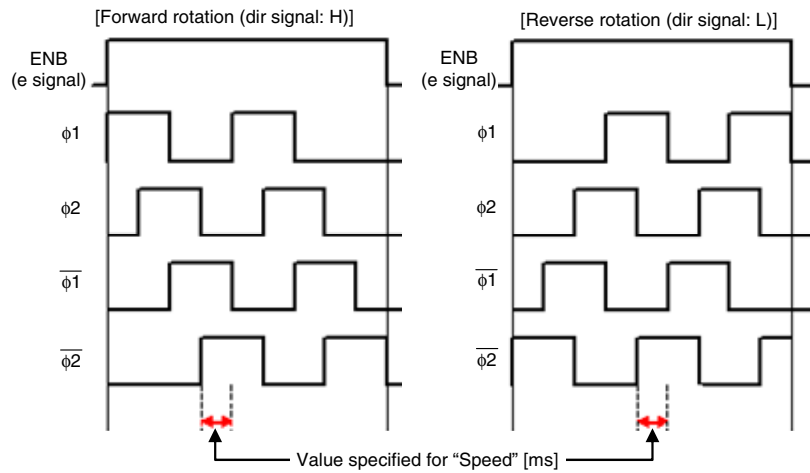 [Forward rotation (dir signal: H)]
ENB
(e signal)
ϕ1
ϕ2
ϕ1̅
ϕ2̅
[Reverse rotation (dir signal: L)]
ENB
(e signal)
ϕ1
ϕ2
ϕ1̅
ϕ2̅
Value specified for “Speed” [ms]